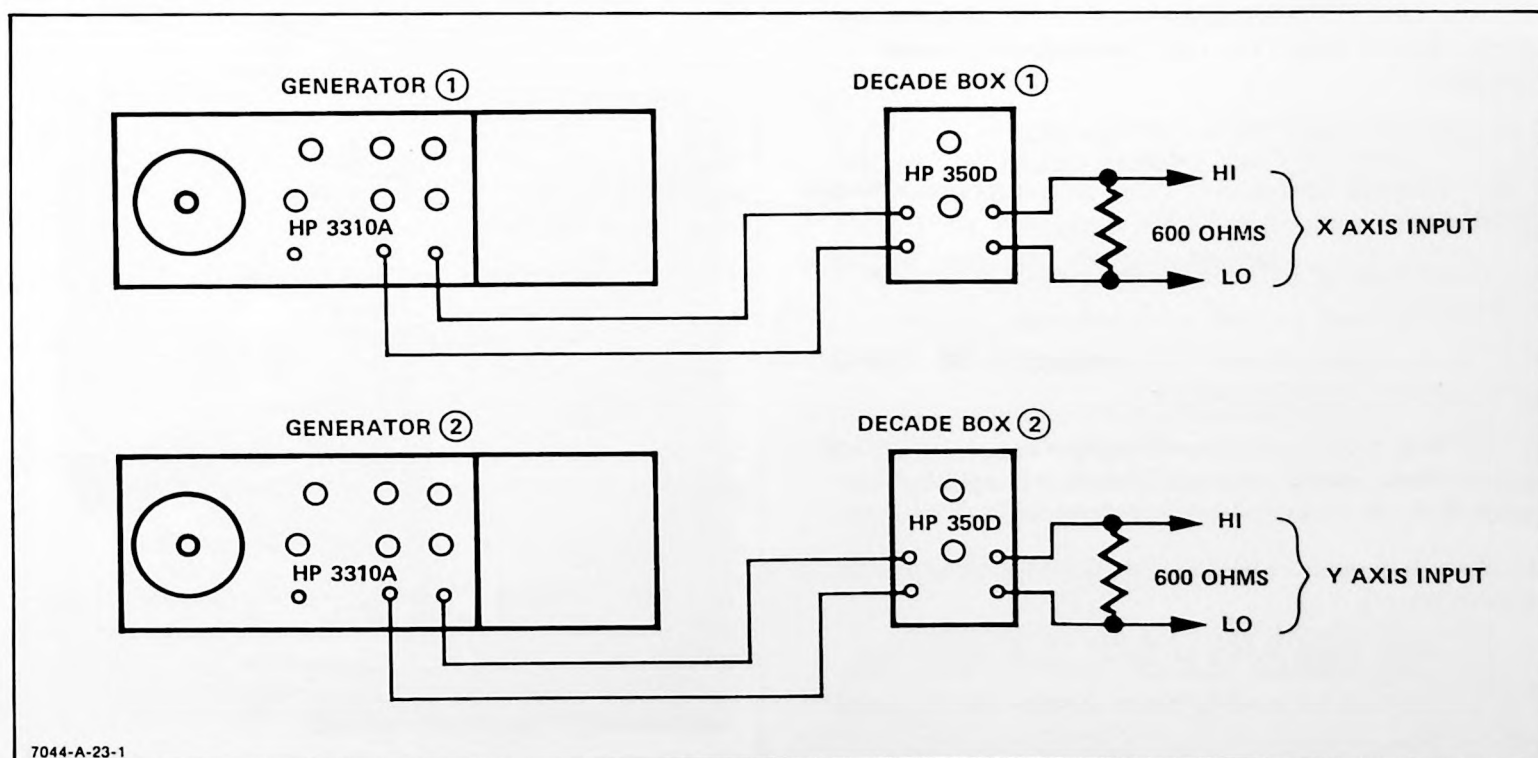 GENERATOR ①
DECADE BOX ①
HP 3310A
HP 350D
HI
600 OHMS
X AXIS INPUT
LO
GENERATOR ②
DECADE BOX ②
HP 3310A
HP 350D
HI
600 OHMS
Y AXIS INPUT
LO
7044-A-23-1